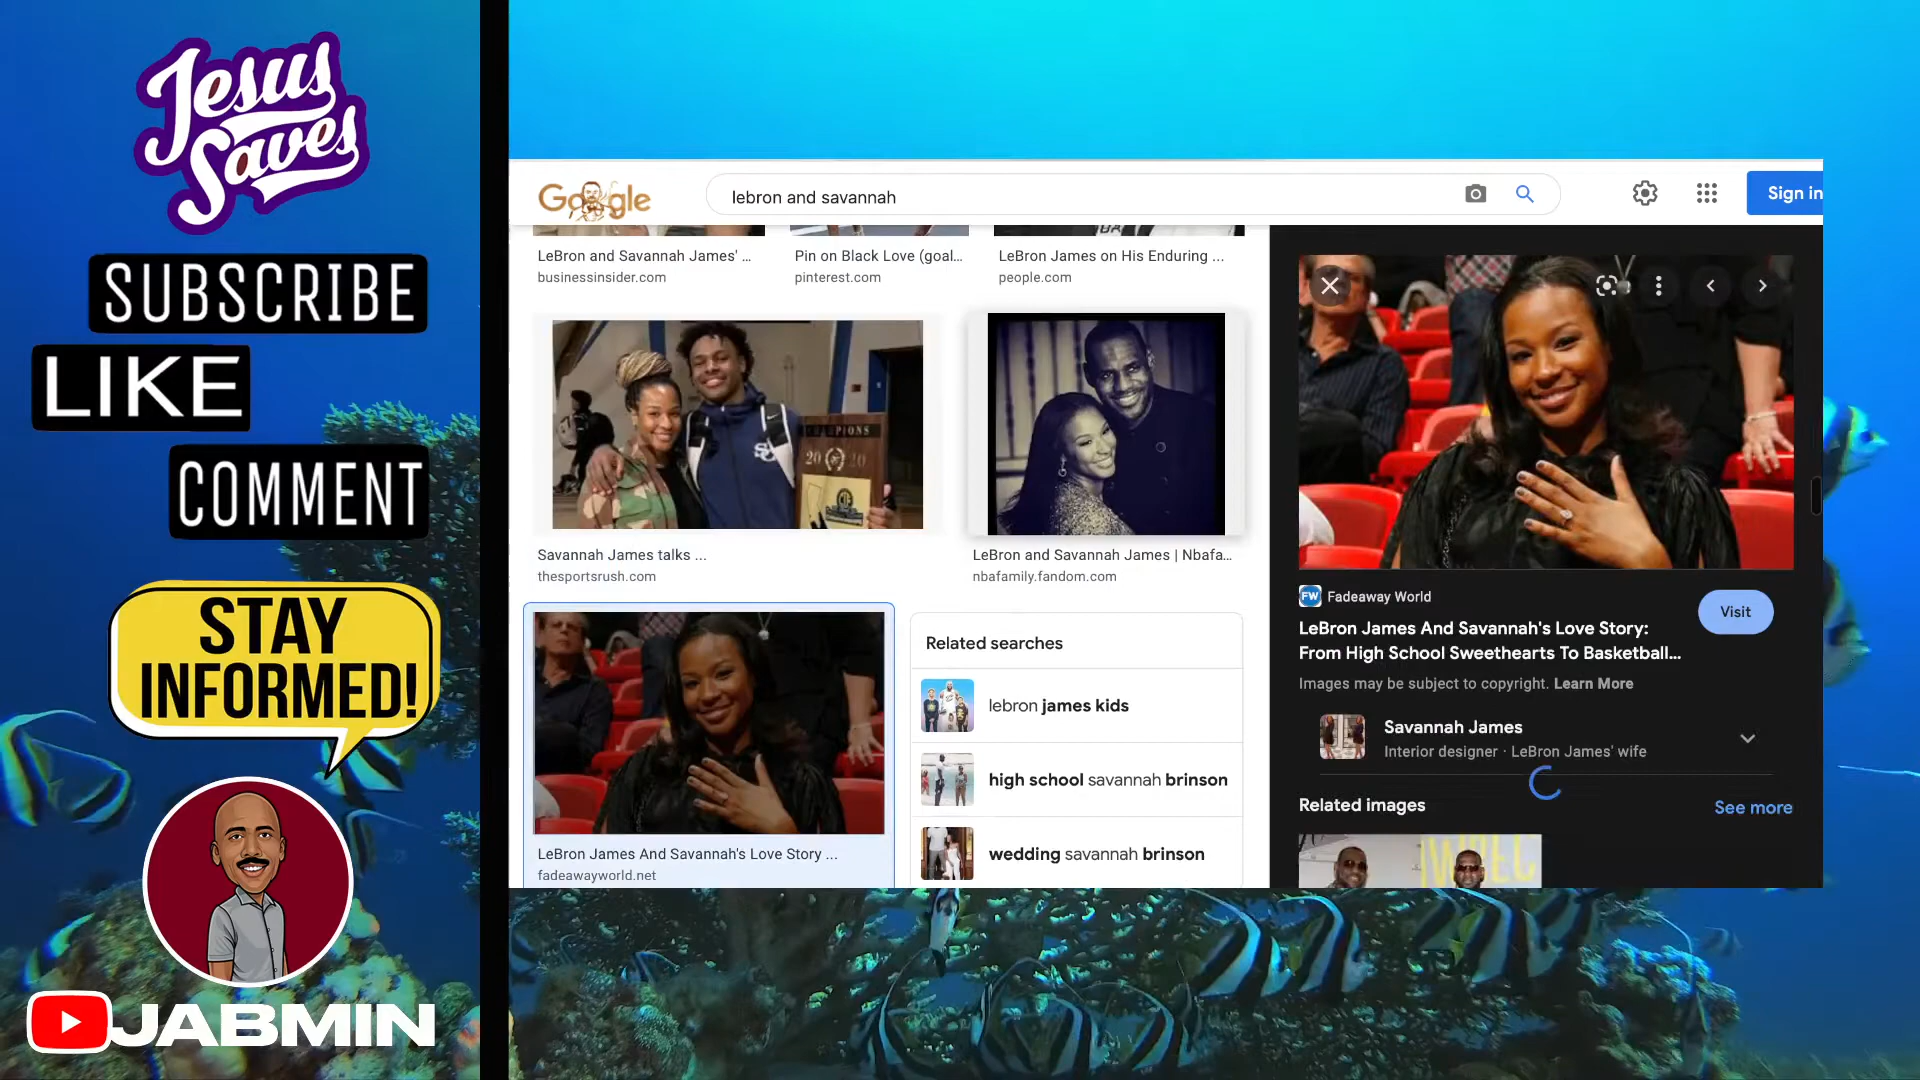 Jesus
Saves
SUBSCRIBE
LIKE
COMMENT
STAY
INFORMED!
JABMIN
Google
lebron and savannah
Sign in
LeBron and Savannah James' ...
businessinsider.com
Pin on Black Love (goal...
pinterest.com
LeBron James on His Enduring ...
people.com
2020
Savannah James talks ...
thesportsrush.com
LeBron and Savannah James | Nbafa...
nbafamily.fandom.com
LeBron James And Savannah's Love Story ...
fadeawayworld.net
Related searches
lebron james kids
high school savannah brinson
wedding savannah brinson
FW Fadeaway World
Visit
LeBron James And Savannah's Love Story:
From High School Sweethearts To Basketball...
Images may be subject to copyright. Learn More
Savannah James
Interior designer · LeBron James' wife
Related images
See more